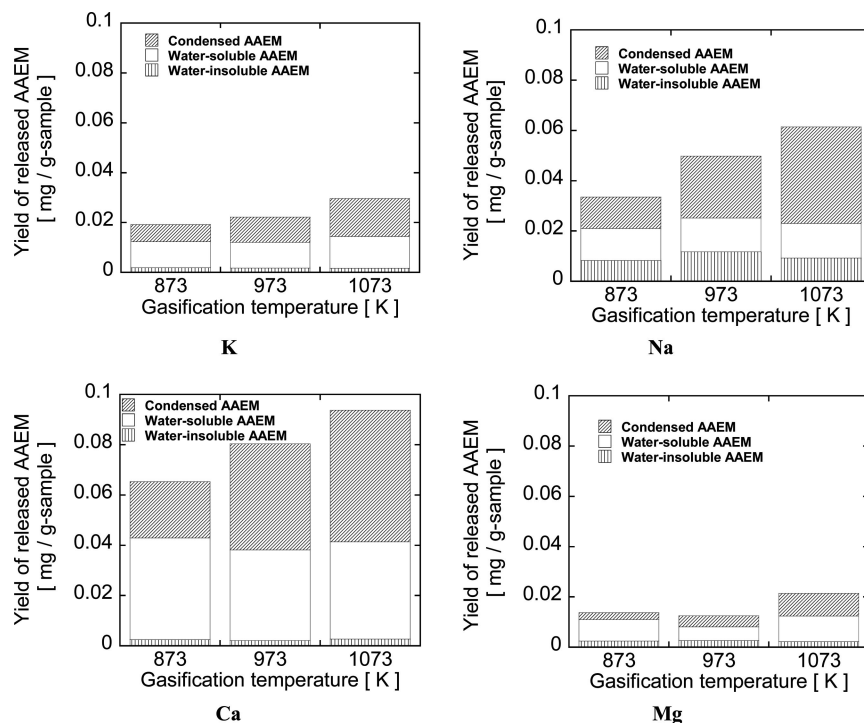 Yield of released AAEM
[ mg / g-sample]
0.1
0.08
0.06
0.04
0.02
0
Condensed AAEM
Water-soluble AAEM
Water-insoluble AAEM
873 973 1073
Gasification temperature [ K ]
K
Yield of released AAEM
[ mg / g-sample]
0.1
0.08
0.06
0.04
0.02
0
Condensed AAEM
Water-soluble AAEM
Water-insoluble AAEM
873 973 1073
Gasification temperature [ K ]
Na
Yield of released AAEM
[ mg / g-sample ]
0.1
0.08
0.06
0.04
0.02
0
Condensed AAEM
Water-soluble AAEM
Water-insoluble AAEM
873 973 1073
Gasification temperature [ K ]
Ca
Yield of released AAEM
[ mg / g-sample ]
0.1
0.08
0.06
0.04
0.02
0
Condensed AAEM
Water-soluble AAEM
Water-insoluble AAEM
873 973 1073
Gasification temperature [ K ]
Mg